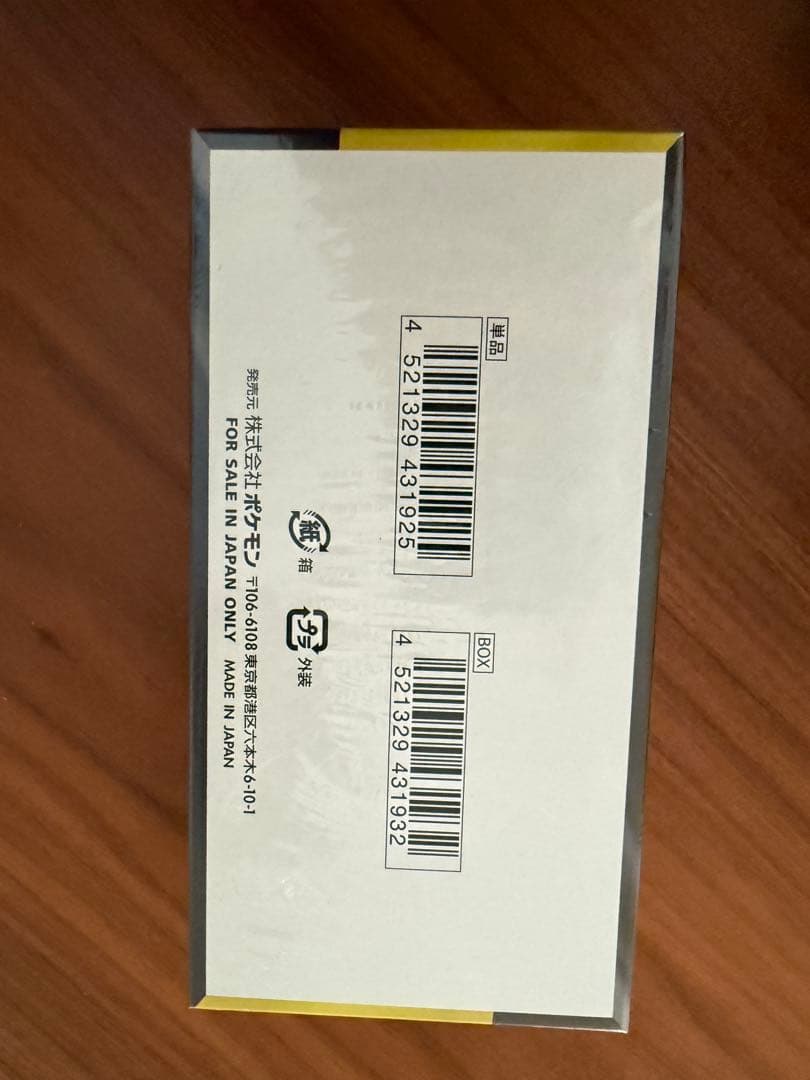 単品
4 521329 431925
BOX
4 521329 431932
紙
箱
プラ
外装
発売元 株式会社ポケモン 〒106-6108 東京都港区六本木6-10-1
FOR SALE IN JAPAN ONLY MADE IN JAPAN